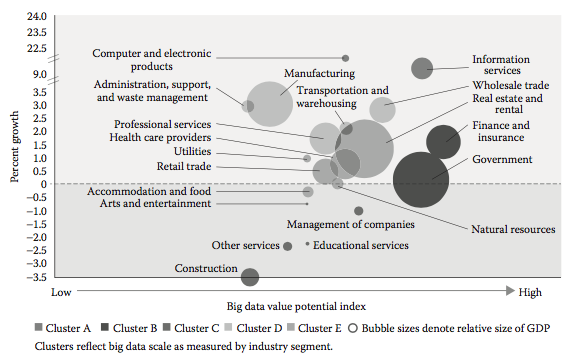 24.0
23.5
22.5
9.0
3.5
3.0
2.5
2.0
1.5
1.0
0.5
0
−0.5
−1.0
−1.5
−2.0
−2.5
−3.0
−3.5
Percent growth
Computer and electronic
products
Information
services
Manufacturing
Administration, support,
and waste management
Transportation and
warehousing
Wholesale trade
Real estate and
rental
Professional services
Health care providers
Utilities
Retail trade
Finance and
insurance
Government
Accommodation and food
Arts and entertainment
Management of companies
Natural resources
Other services
Educational services
Construction
Low
High
Big data value potential index
Cluster A Cluster B Cluster C Cluster D Cluster E Bubble sizes denote relative size of GDP
Clusters reflect big data scale as measured by industry segment.